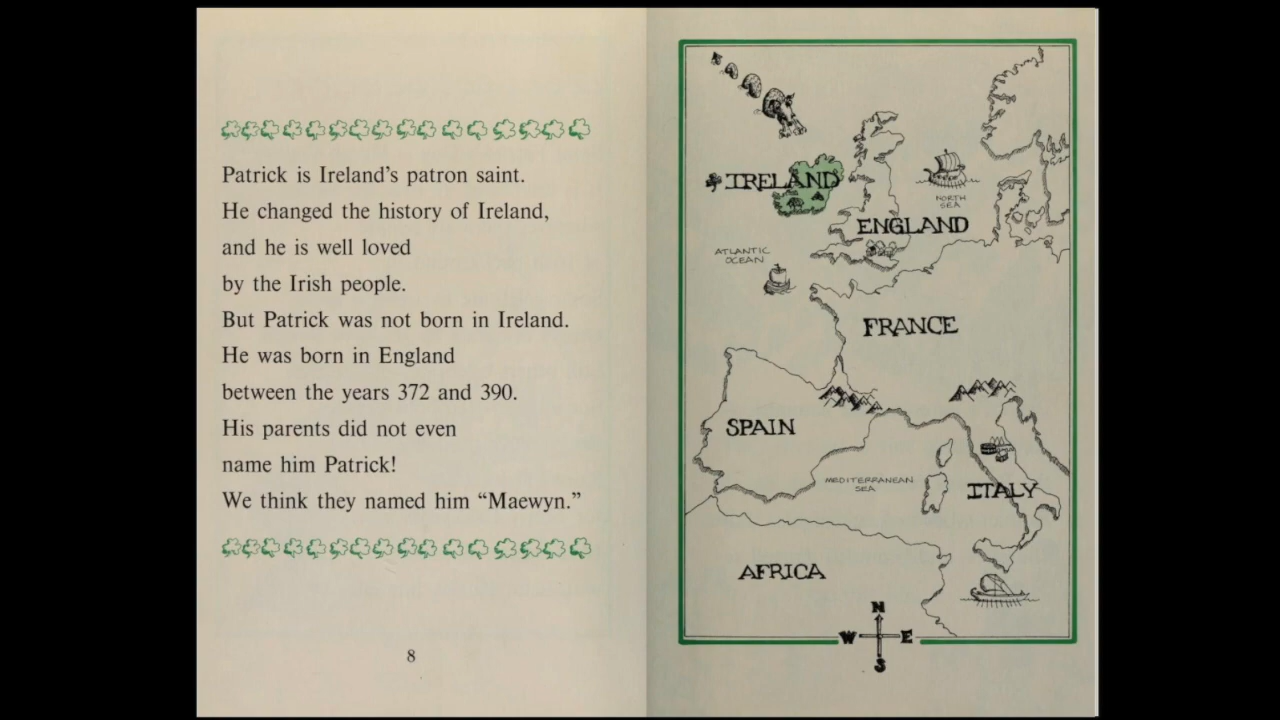 Patrick is Ireland's patron saint.
He changed the history of Ireland,
and he is well loved
by the Irish people.
But Patrick was not born in Ireland.
He was born in England
between the years 372 and 390.
His parents did not even
name him Patrick!
We think they named him “Maewyn.”
8
IRELAND
NORTH
SEA
ENGLAND
ATLANTIC
OCEAN
FRANCE
SPAIN
MEDITERRANEAN
SEA
ITALY
AFRICA
N
W E
S